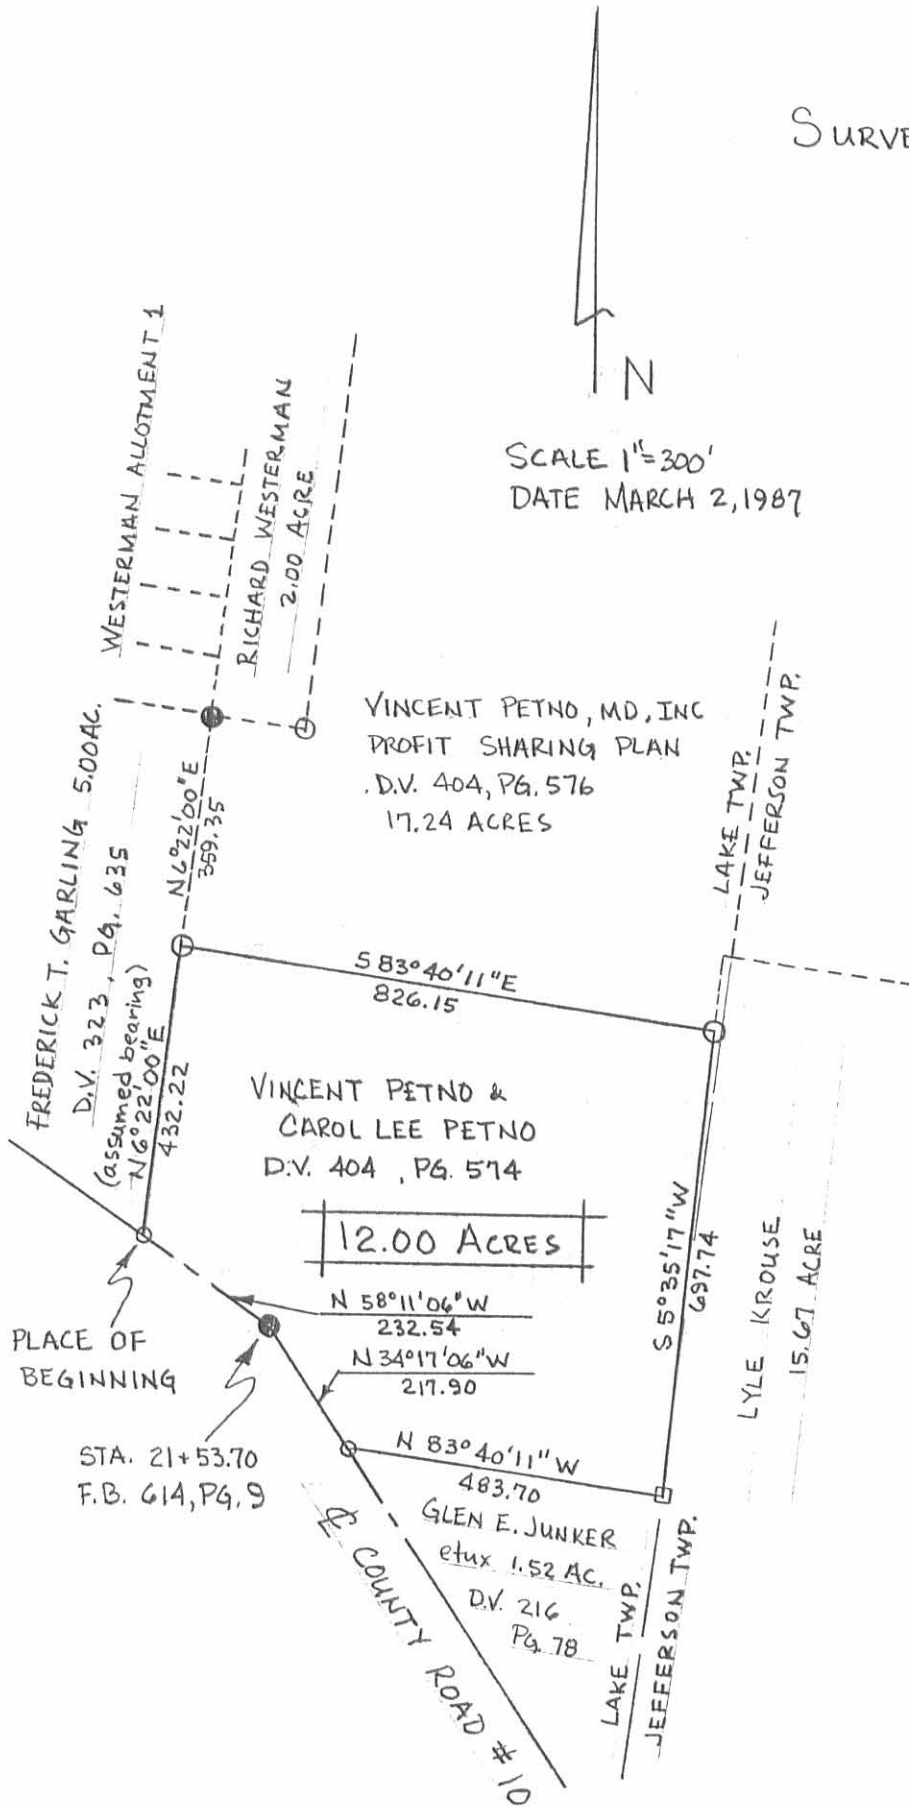 SURVE
N
SCALE 1"=300'
DATE MARCH 2, 1987
WESTERMAN ALLOTMENT 1
RICHARD WESTERMAN
2.00 ACRE
VINCENT PETNO, MD, INC
PROFIT SHARING PLAN
D.V. 404, PG. 576
17.24 ACRES
LAKE TWP.
JEFFERSON TWP.
FREDERICK T. GARLING 5.00AC.
D.V. 323, PG. 635
N6°22'00"E
359.35
(assumed bearing)
N6°22'00"E
432.22
S 83°40'11"E
826.15
VINCENT PETNO &
CAROL LEE PETNO
D.V. 404, PG. 574
12.00 ACRES
S 5°35'17"W
697.74
LYLE KROUSE
15.67 ACRE
N 58°11'06"W
232.54
N 34°17'06"W
217.90
PLACE OF
BEGINNING
STA. 21+53.70
F.B. 614, PG. 9
N 83°40'11"W
483.70
GLEN E. JUNKER
etux 1.52 AC.
D.V. 216
PG. 78
℄ COUNTY ROAD #10
LAKE TWP.
JEFFERSON TWP.